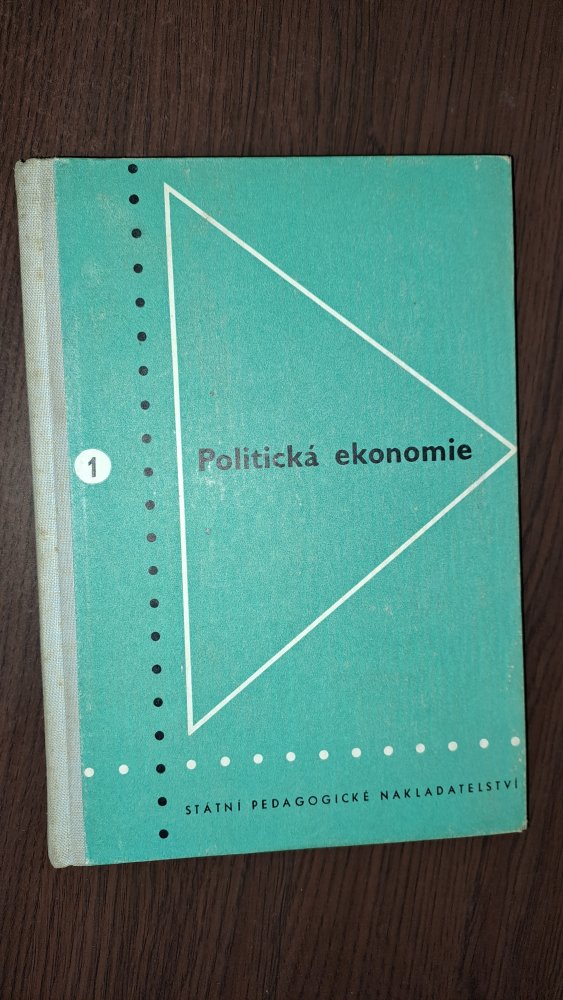 1
Politická ekonomie
STÁTNÍ PEDAGOGICKÉ NAKLADATELSTVÍ